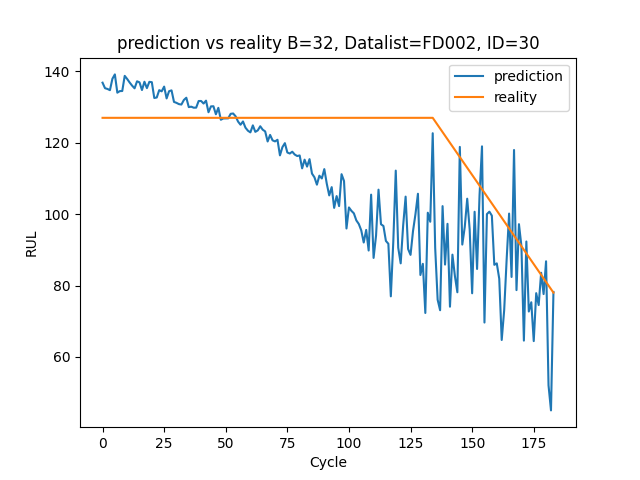 prediction vs reality B=32, Datalist=FD002, ID=30
prediction
reality
140
120
100
80
60
RUL
0 25 50 75 100 125 150 175
Cycle